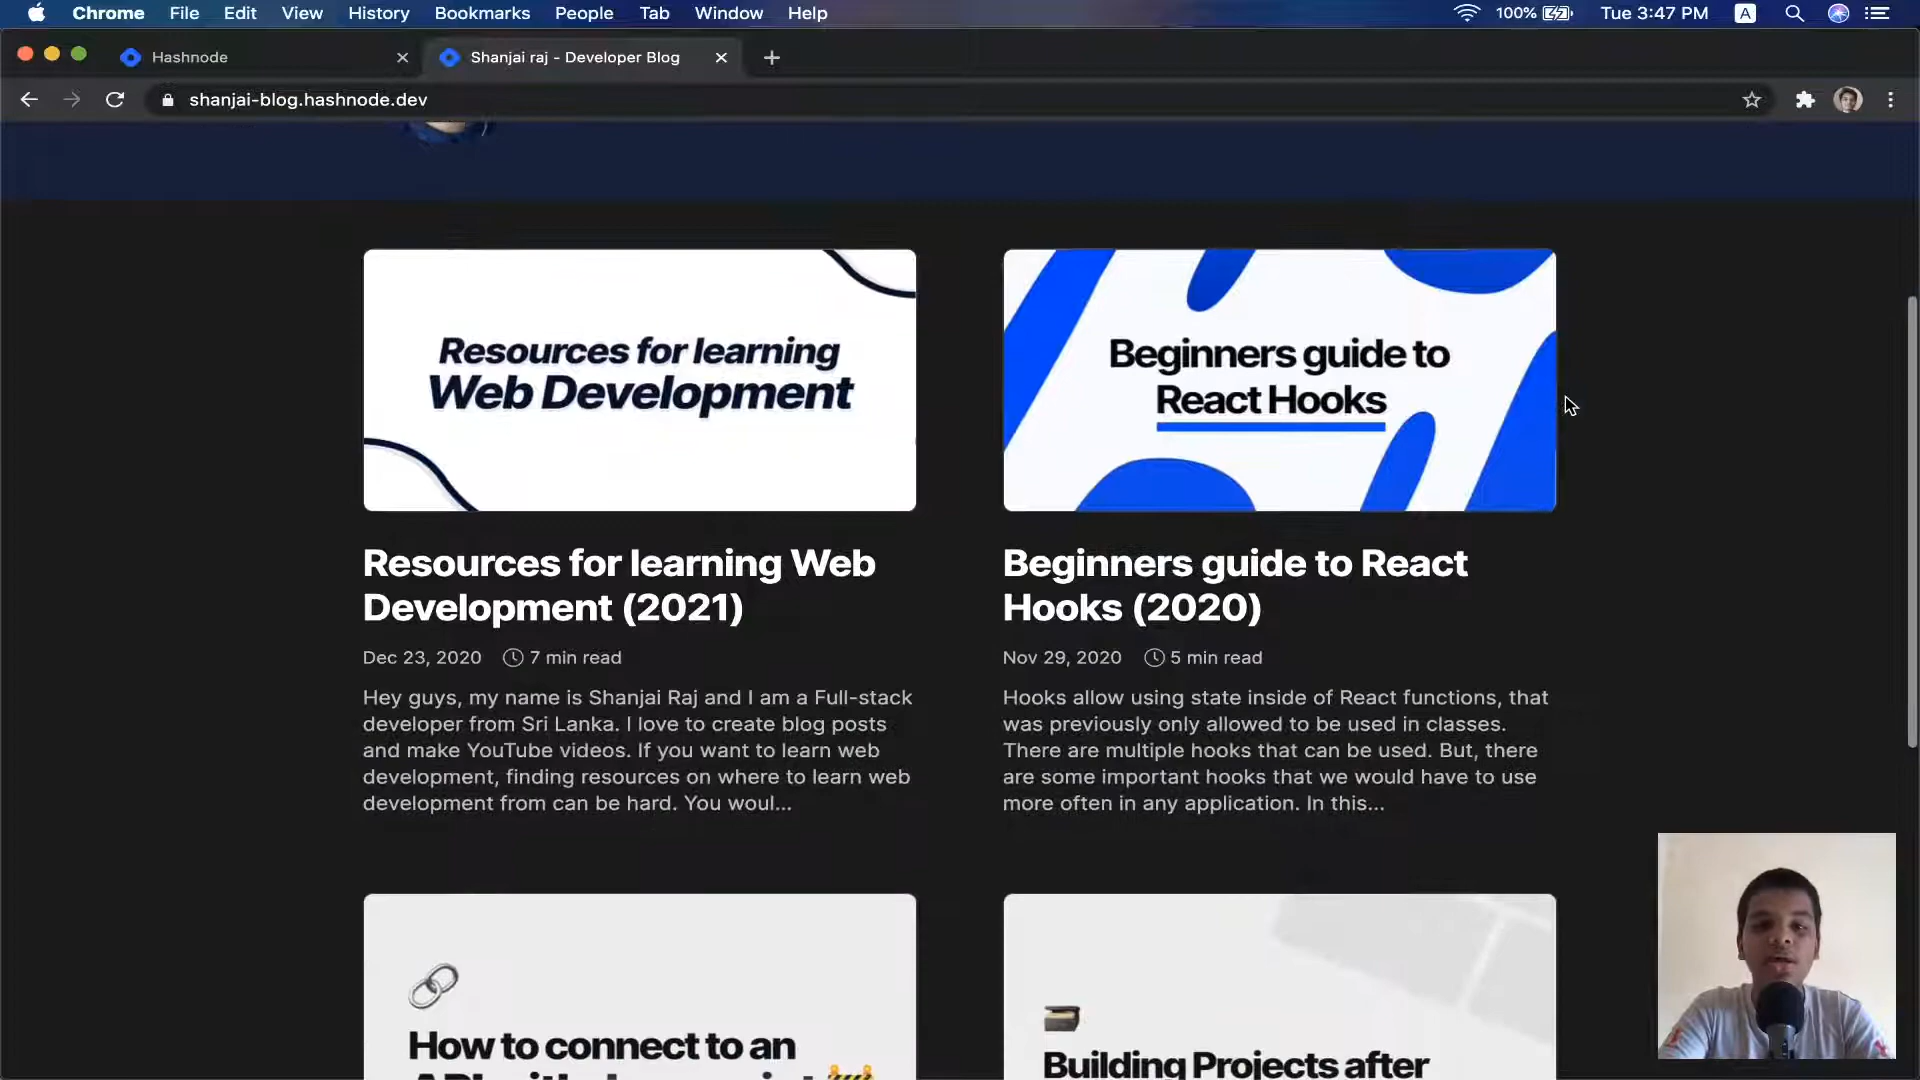 Chrome File Edit View History Bookmarks People Tab Window Help 100% Tue 3:47 PM A
Hashnode
Shanjai raj - Developer Blog
shanjai-blog.hashnode.dev
Resources for learning
Web Development
Beginners guide to
React Hooks
Resources for learning Web
Development (2021)
Dec 23, 2020 7 min read
Hey guys, my name is Shanjai Raj and I am a Full-stack
developer from Sri Lanka. I love to create blog posts
and make YouTube videos. If you want to learn web
development, finding resources on where to learn web
development from can be hard. You woul...
Beginners guide to React
Hooks (2020)
Nov 29, 2020 5 min read
Hooks allow using state inside of React functions, that
was previously only allowed to be used in classes.
There are multiple hooks that can be used. But, there
are some important hooks that we would have to use
more often in any application. In this...
How to connect to an
Building Projects after